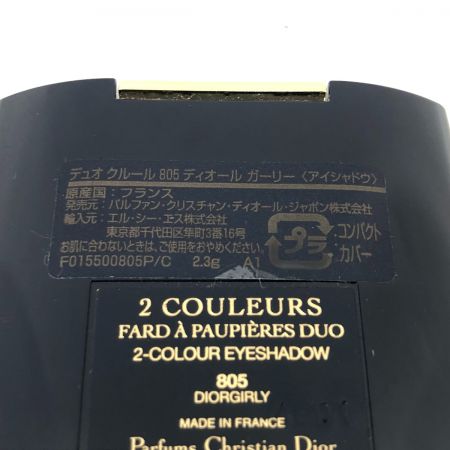 デュオ クルール 805 ディオール ガーリー〈アイシャドウ〉
原産国：フランス
発売元：パルファン・クリスチャン・ディオール・ジャポン株式会社
輸入元：エル・シー・エス株式会社
東京都千代田区隼町3番16号
お肌に合わないときは、ご使用をおやめください。
F015500805P/C 2.3g A1
プラ
コンパクト
カバー
2 COULEURS
FARD À PAUPIÈRES DUO
2-COLOUR EYESHADOW
805
DIORGIRLY
MADE IN FRANCE
Parfums Christian Dior